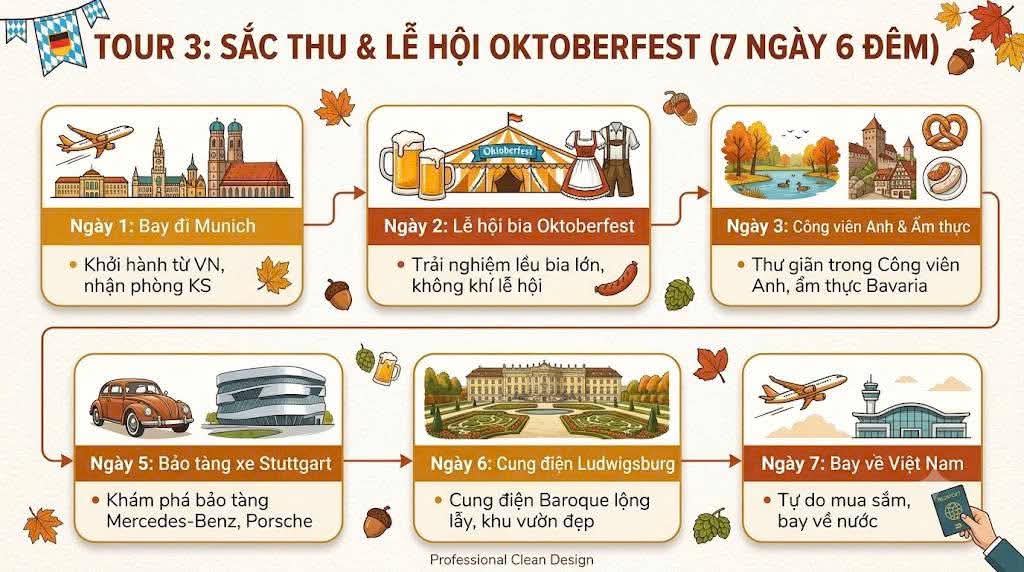 TOUR 3: SẮC THU & LỄ HỘI OKTOBERFEST (7 NGÀY 6 ĐÊM)
Oktoberfest
Ngày 1: Bay đi Munich
Khởi hành từ VN,
nhận phòng KS
Ngày 2: Lễ hội bia Oktoberfest
Trải nghiệm lều bia lớn,
không khí lễ hội
Ngày 3: Công viên Anh & Ẩm thực
Thư giãn trong Công viên
Anh, ẩm thực Bavaria
Ngày 5: Bảo tàng xe Stuttgart
Khám phá bảo tàng
Mercedes-Benz, Porsche
Ngày 6: Cung điện Ludwigsburg
Cung điện Baroque lộng
lẫy, khu vườn đẹp
Ngày 7: Bay về Việt Nam
Tự do mua sắm,
bay về nước
PASSPORT
Professional Clean Design